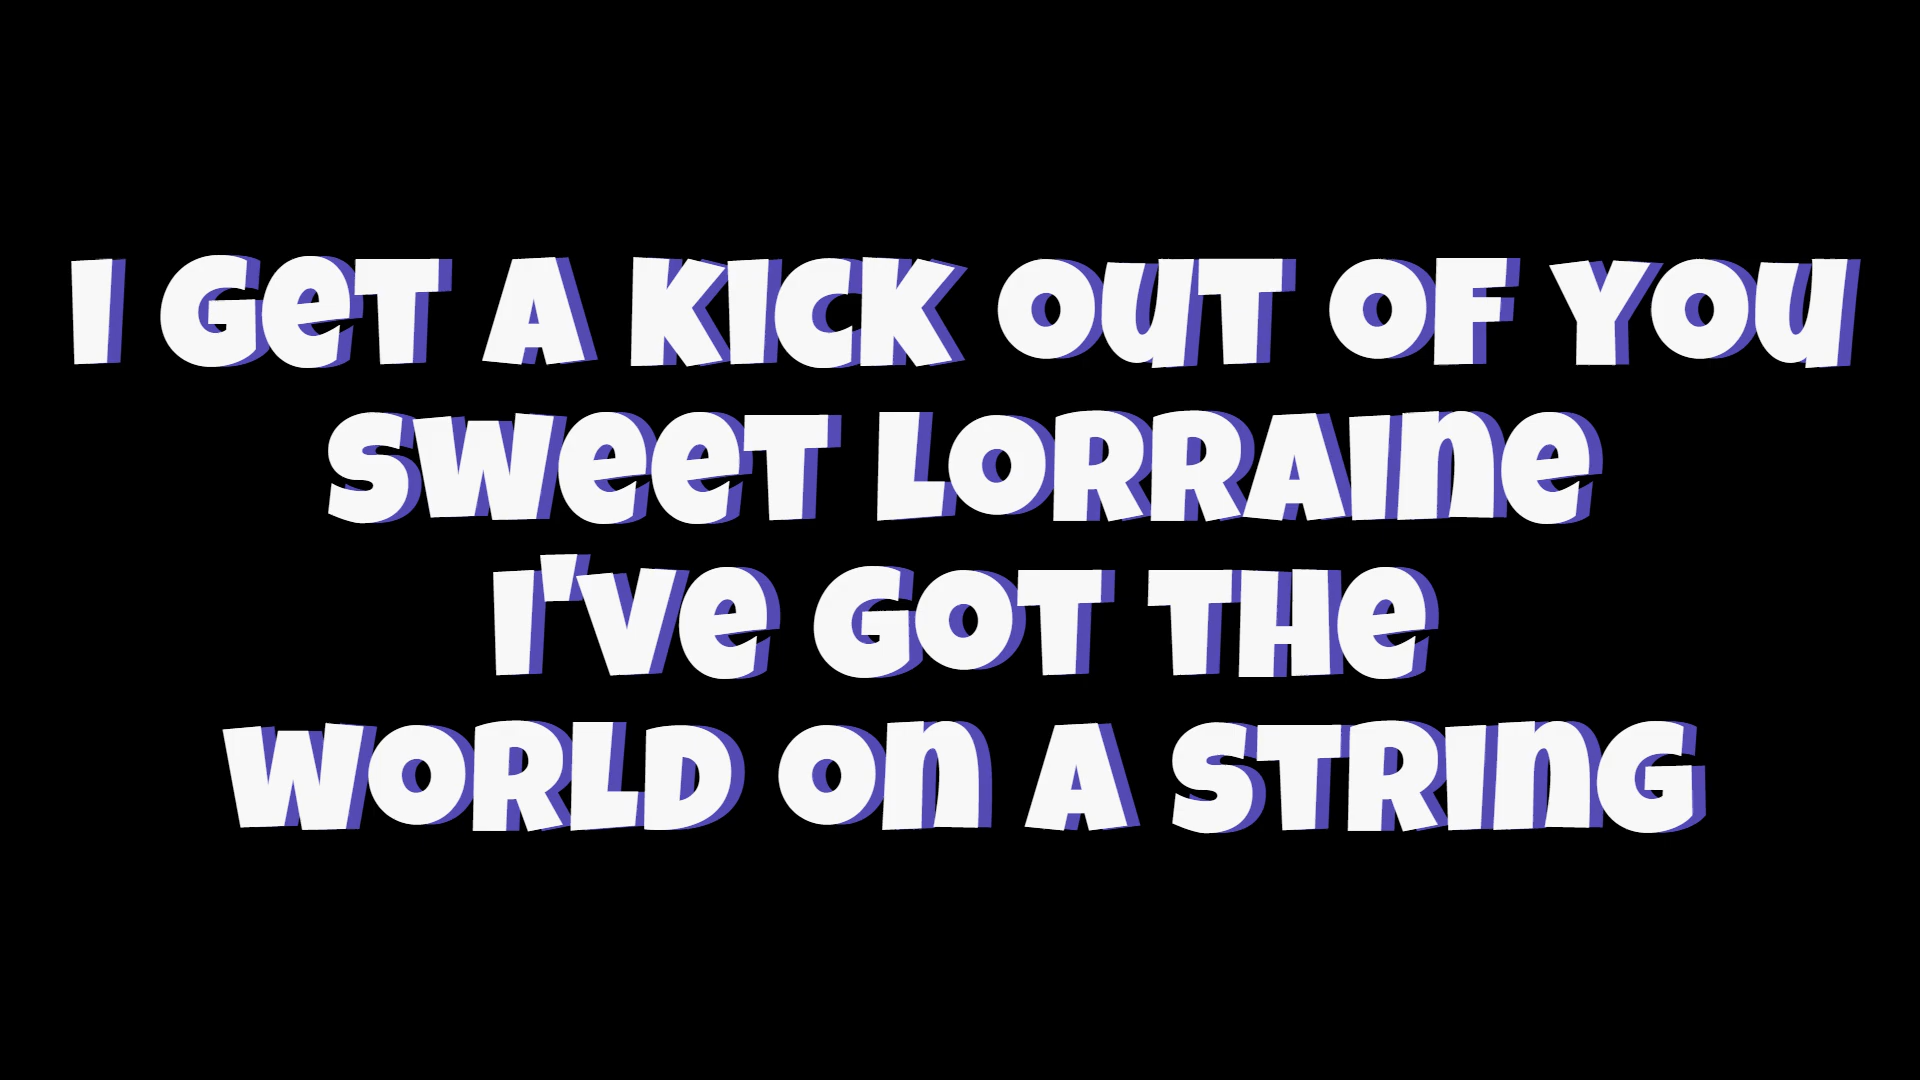 I GET A KICK OUT OF YOU
SWEET LORRAINE
I'VE GOT THE
WORLD ON A STRING